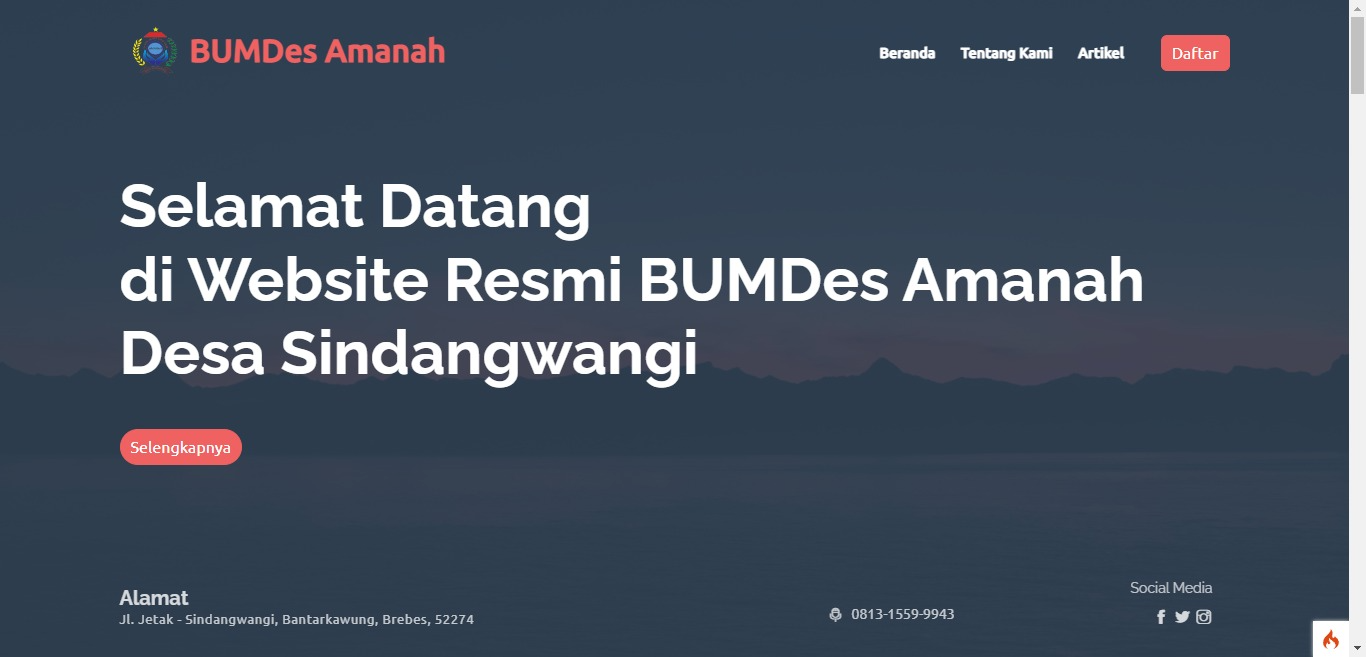 BUMDes Amanah
Beranda Tentang Kami Artikel Daftar
Selamat Datang
di Website Resmi BUMDes Amanah
Desa Sindangwangi
Selengkapnya
Alamat
Jl. Jetak - Sindangwangi, Bantarkawung, Brebes, 52274
0813-1559-9943
Social Media